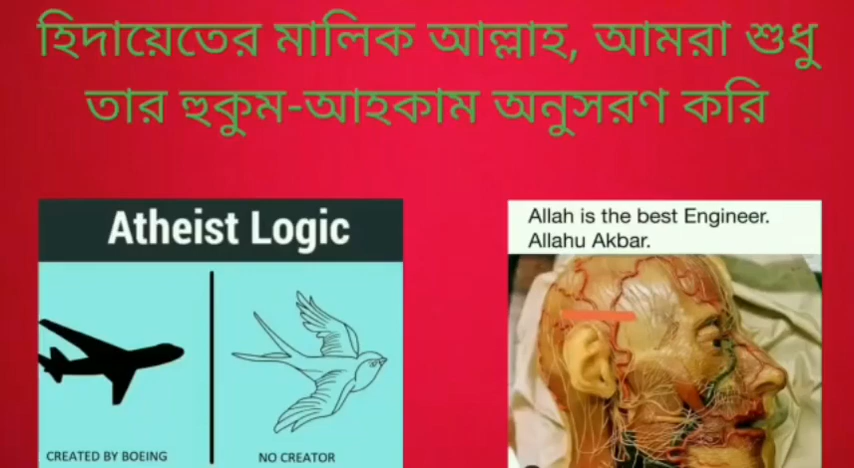 হিদায়েতের মালিক আল্লাহ, আমরা শুধু
তার হুকুম-আহকাম অনুসরণ করি
Atheist Logic
CREATED BY BOEING
NO CREATOR
Allah is the best Engineer.
Allahu Akbar.